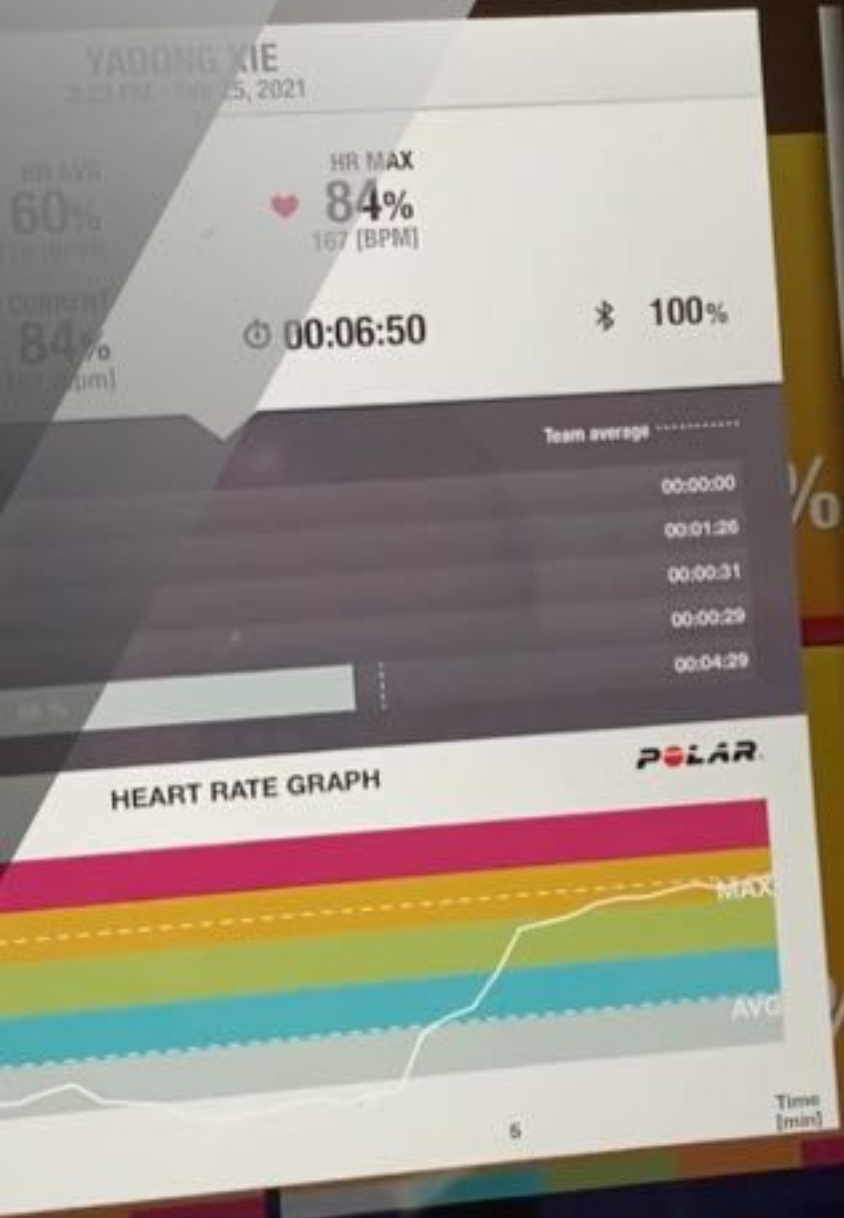 YADONG XIE
25, 2021
HR AVG
60%
HR MAX
84%
167 [BPM]
CURRENT
84%
00:06:50
100%
Team average
00:00:00
00:01:26
00:00:31
00:00:29
00:04:29
%
HEART RATE GRAPH
POLAR
MAX
AVG
5
Time
[min]